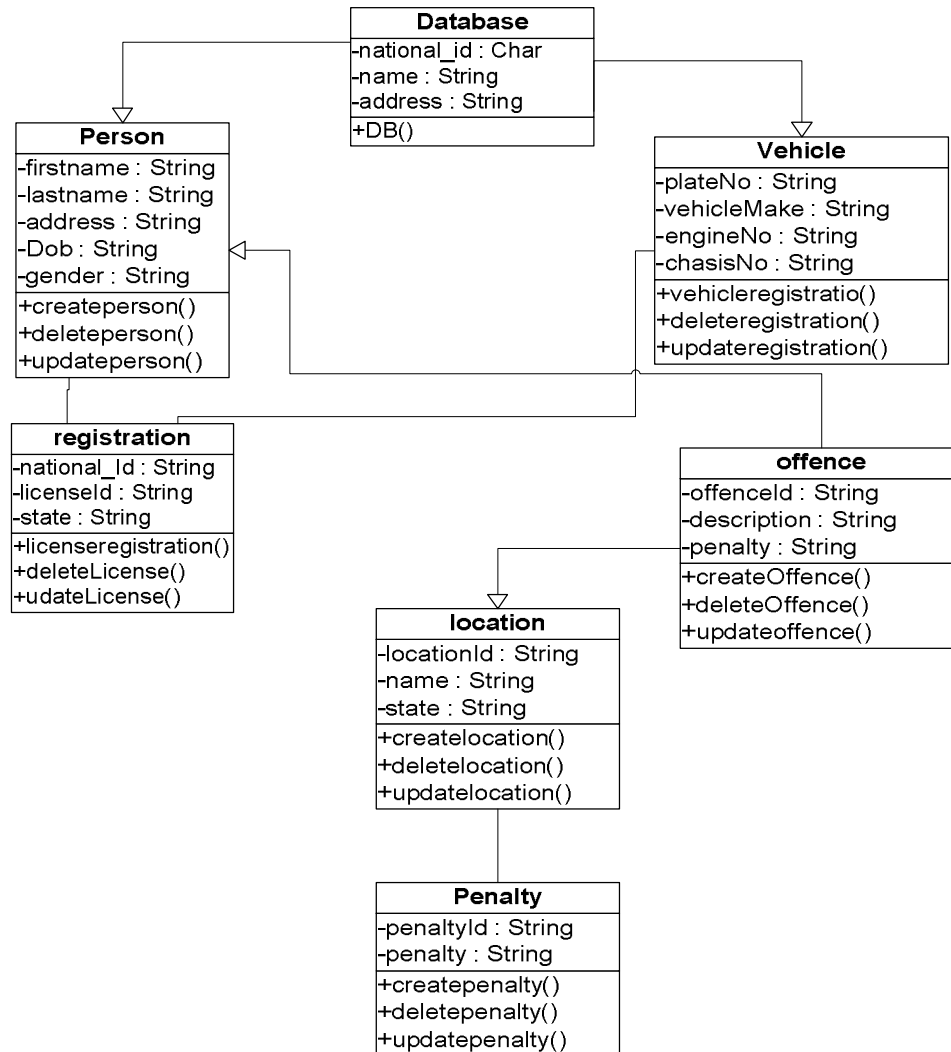 Database
-national_id : Char
-name : String
-address : String
+DB()
Person
-firstname : String
-lastname : String
-address : String
-Dob : String
-gender : String
+createperson()
+deleteperson()
+updateperson()
Vehicle
-plateNo : String
-vehicleMake : String
-engineNo : String
-chasisNo : String
+vehicleregistratio()
+deleteregistration()
+updateregistration()
registration
-national_Id : String
-licenseId : String
-state : String
+licenseregistration()
+deleteLicense()
+udateLicense()
offence
-offenceId : String
-description : String
-penalty : String
+createOffence()
+deleteOffence()
+updateoffence()
location
-locationId : String
-name : String
-state : String
+createlocation()
+deletelocation()
+updatelocation()
Penalty
-penaltyId : String
-penalty : String
+createpenalty()
+deletepenalty()
+updatepenalty()